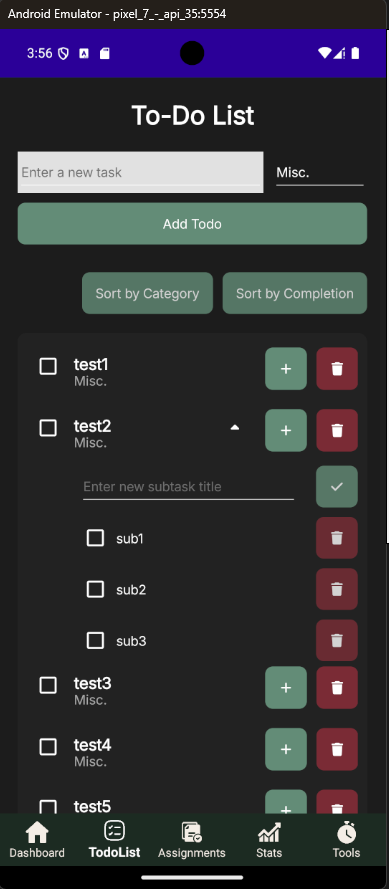 Android Emulator - pixel_7_-_api_35:5554
3:56
To-Do List
Enter a new task Misc.
Add Todo
Sort by Category Sort by Completion
test1
Misc.
test2
Misc.
Enter new subtask title
sub1
sub2
sub3
test3
Misc.
test4
Misc.
test5
Dashboard TodoList Assignments Stats Tools